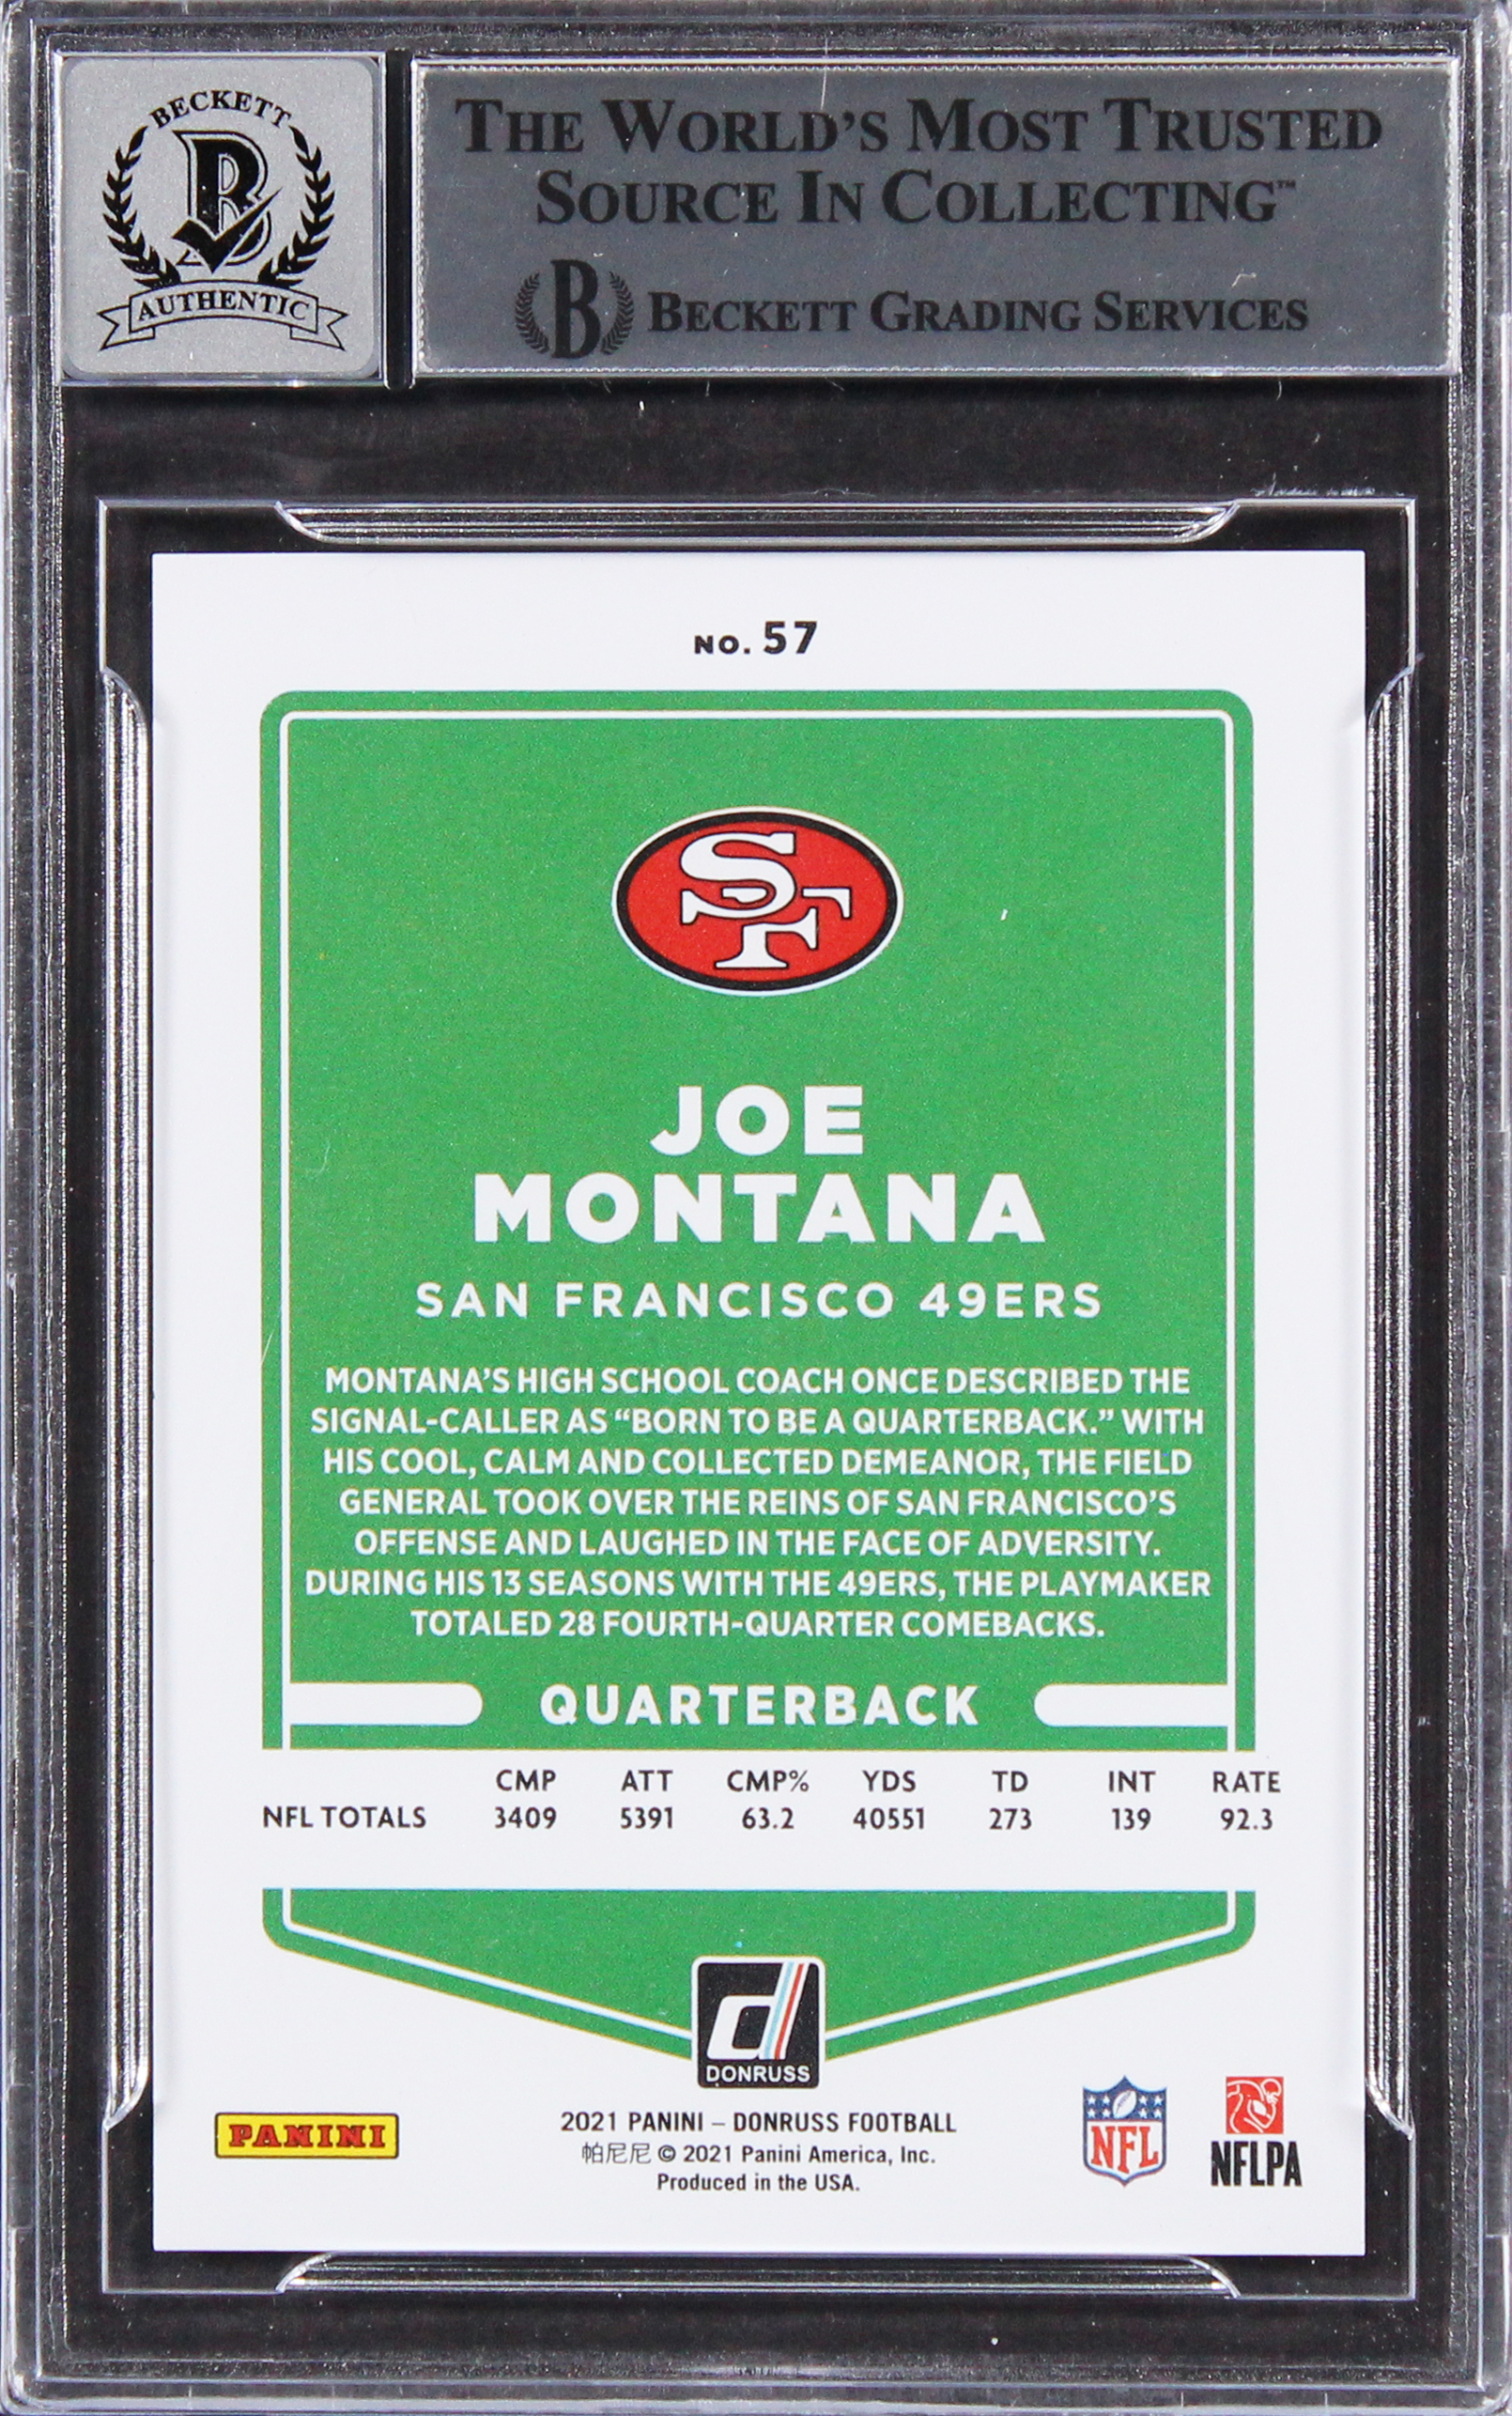 BECKETT
B
AUTHENTIC
THE WORLD'S MOST TRUSTED
SOURCE IN COLLECTING™
B BECKETT GRADING SERVICES
NO. 57
SF
JOE
MONTANA
SAN FRANCISCO 49ERS
MONTANA'S HIGH SCHOOL COACH ONCE DESCRIBED THE
SIGNAL-CALLER AS “BORN TO BE A QUARTERBACK.” WITH
HIS COOL, CALM AND COLLECTED DEMEANOR, THE FIELD
GENERAL TOOK OVER THE REINS OF SAN FRANCISCO'S
OFFENSE AND LAUGHED IN THE FACE OF ADVERSITY.
DURING HIS 13 SEASONS WITH THE 49ERS, THE PLAYMAKER
TOTALED 28 FOURTH-QUARTER COMEBACKS.
QUARTERBACK
CMP ATT CMP% YDS TD INT RATE
NFL TOTALS 3409 5391 63.2 40551 273 139 92.3
d
DONRUSS
PANINI
2021 PANINI – DONRUSS FOOTBALL
帕尼尼 © 2021 Panini America, Inc.
Produced in the USA.
NFL
NFLPA